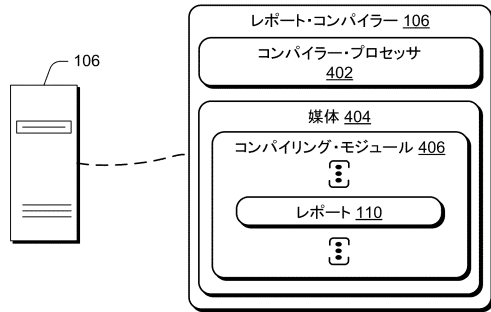 106
レポート・コンパイラー 106
コンパイラー・プロセッサ
402
媒体 404
コンパイリング・モジュール 406
レポート 110